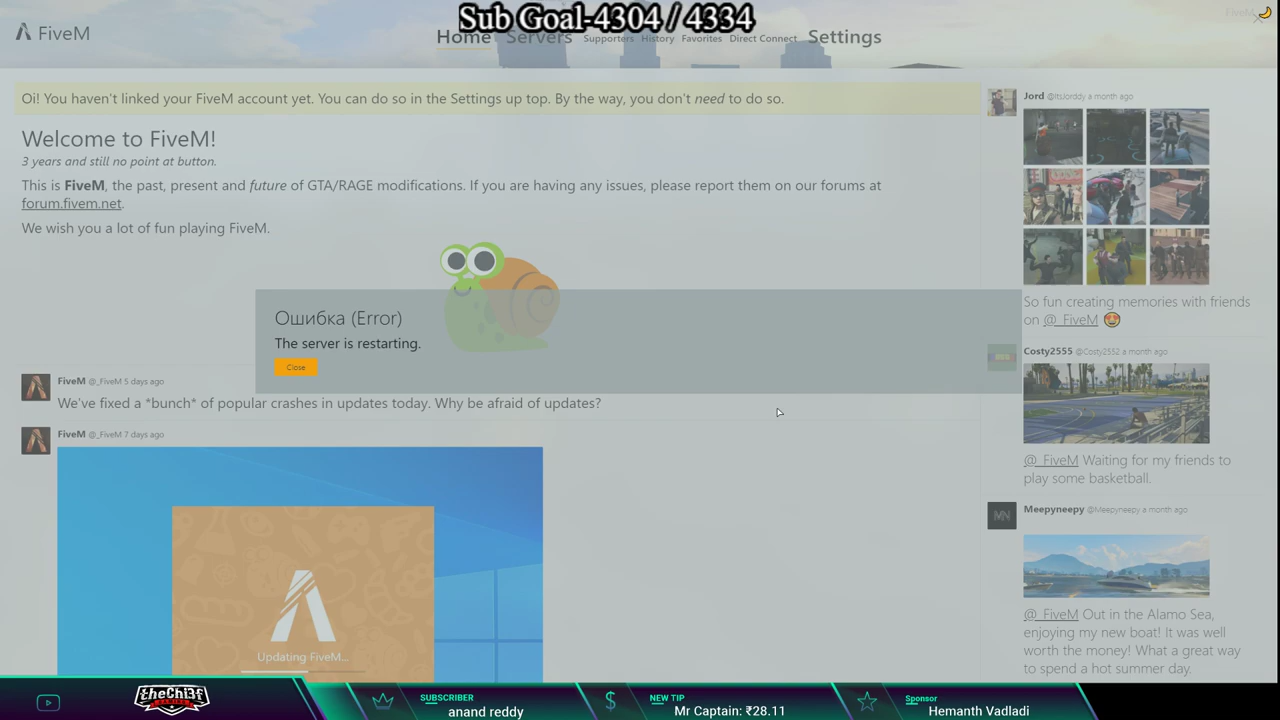 Sub Goal-4304 / 4334
FiveM
FiveM
Home Servers Supporters History Favorites Direct Connect Settings
Oi! You haven't linked your FiveM account yet. You can do so in the Settings up top. By the way, you don't need to do so.
Welcome to FiveM!
3 years and still no point at button.
This is FiveM, the past, present and future of GTA/RAGE modifications. If you are having any issues, please report them on our forums at
forum.fivem.net.
We wish you a lot of fun playing FiveM.
Ошибка (Error)
The server is restarting.
Close
FiveM @_FiveM 5 days ago
We've fixed a *bunch* of popular crashes in updates today. Why be afraid of updates?
FiveM @_FiveM 7 days ago
Updating FiveM...
Jord @ItsJorddy a month ago
So fun creating memories with friends
on @_FiveM 😍
Costy2555 @Costy2552 a month ago
@_FiveM Waiting for my friends to
play some basketball.
MN
Meepyneepy @Meepyneepy a month ago
@_FiveM Out in the Alamo Sea,
enjoying my new boat! It was well
worth the money! What a great way
to spend a hot summer day.
theChi3f
GAMING
SUBSCRIBER
anand reddy
$
NEW TIP
Mr Captain: ₹28.11
Sponsor
Hemanth Vadladi